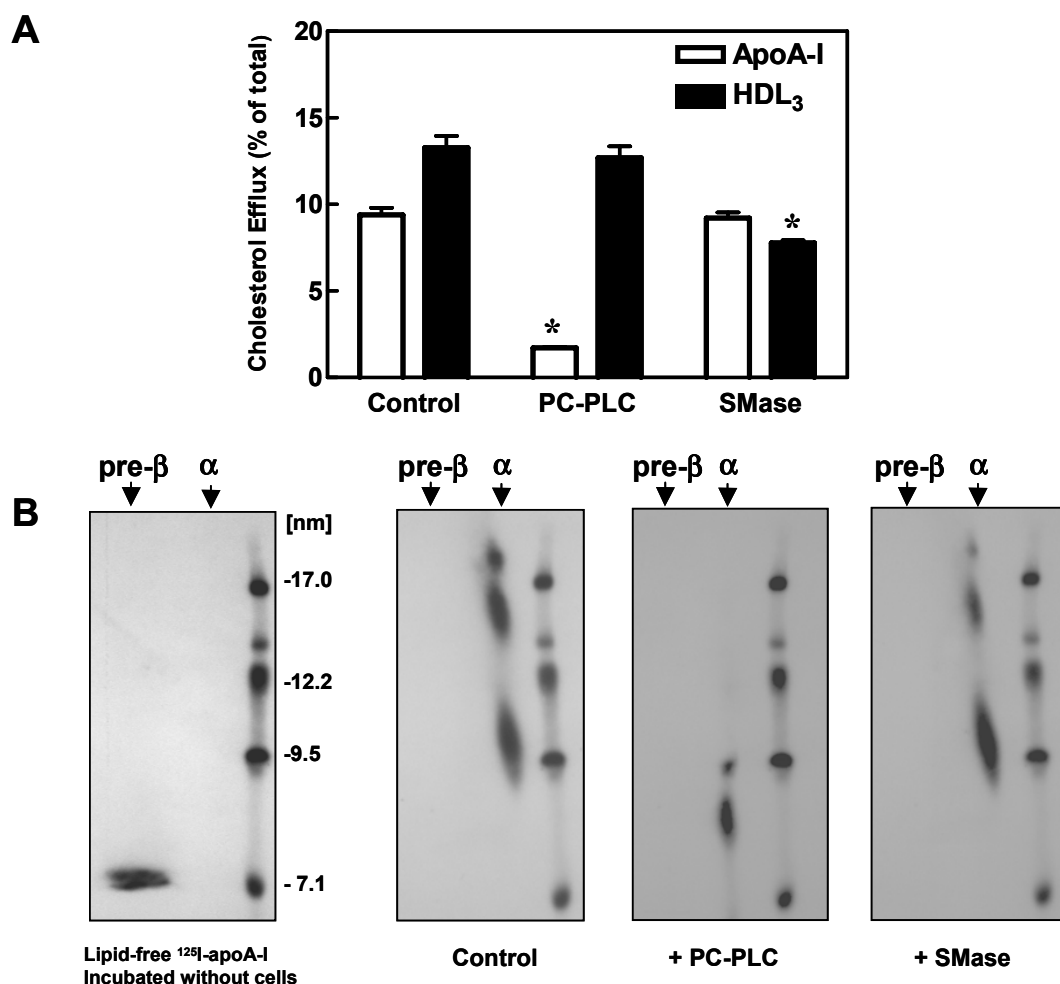 A
Cholesterol Efflux (% of total)
20
15
10
5
0
ApoA-I
HDL₃
*
*
Control
PC-PLC
SMase
B
pre-β α
pre-β α
pre-β α
pre-β α
[nm]
-17.0
-12.2
-9.5
- 7.1
Lipid-free ¹²⁵I-apoA-I
Incubated without cells
Control
+ PC-PLC
+ SMase